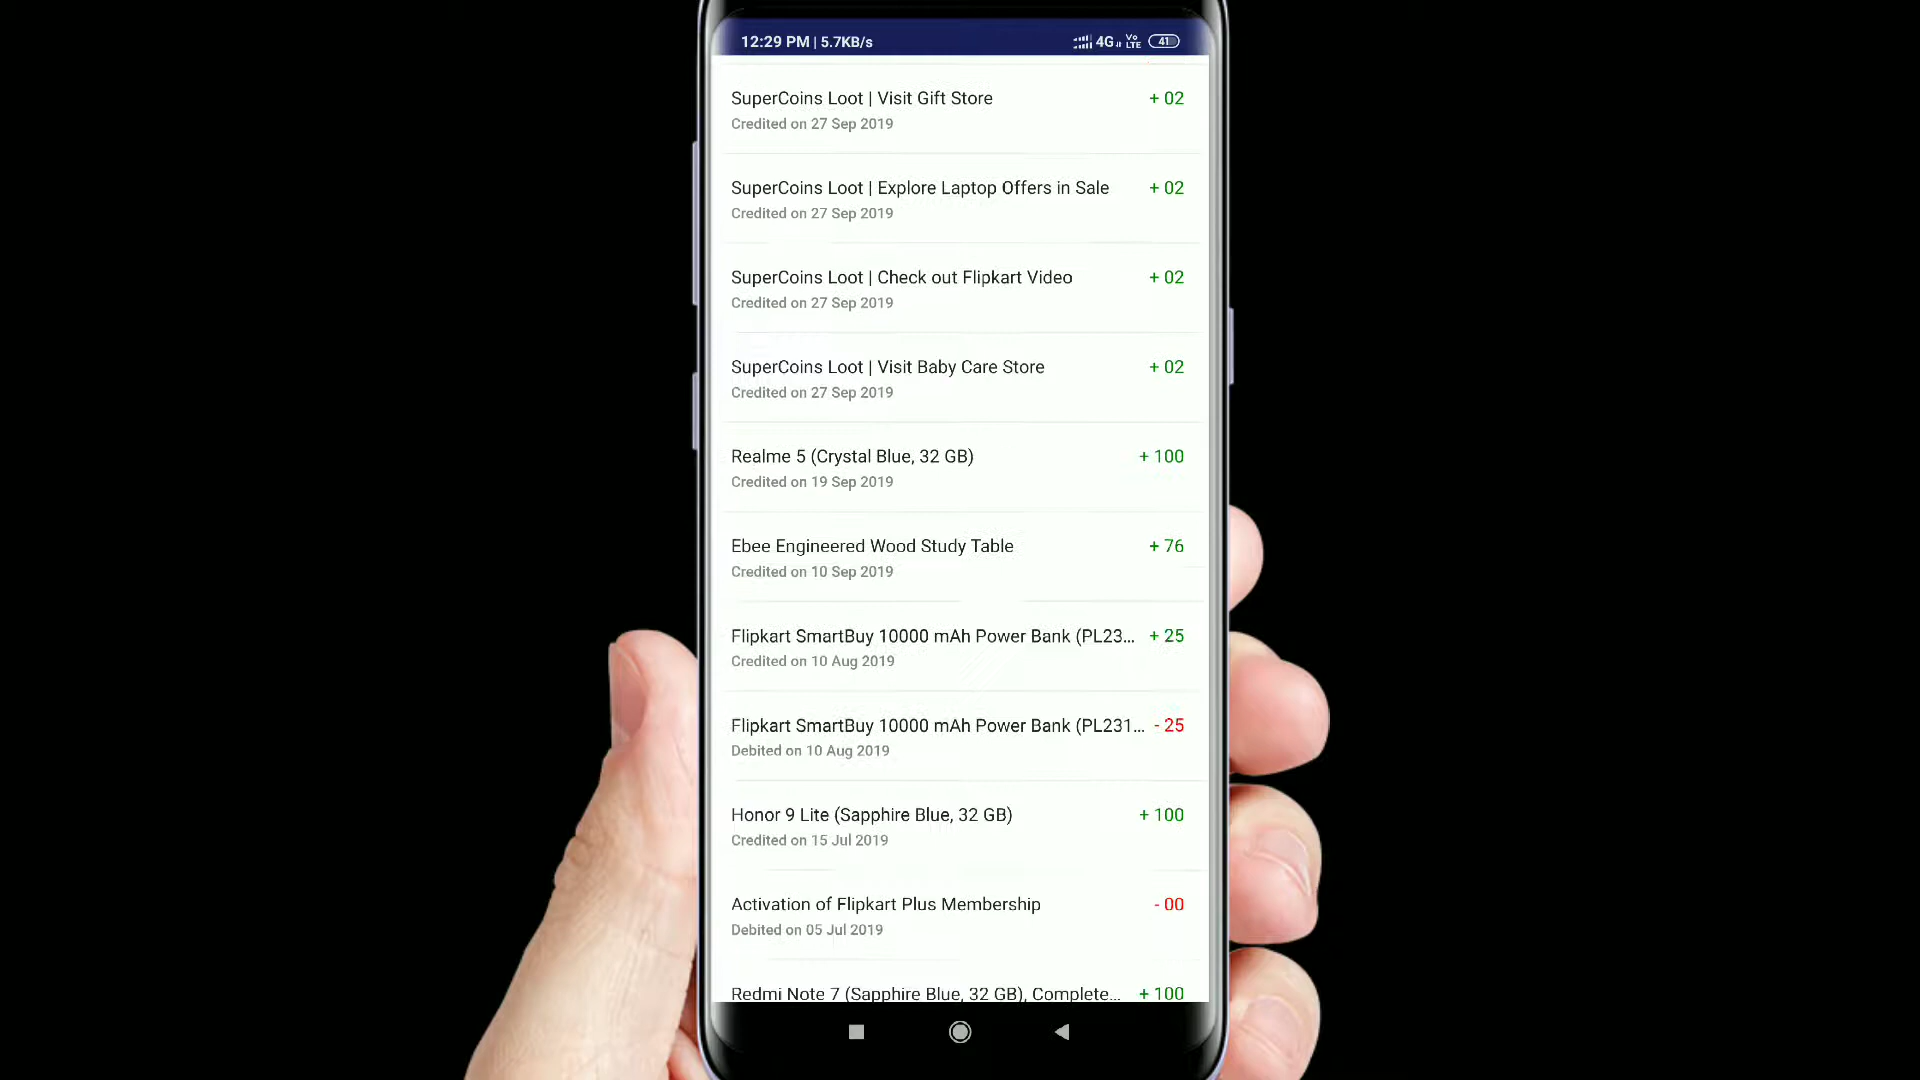 12:29 PM | 5.7KB/s 4G Vo LTE 41
SuperCoins Loot | Visit Gift Store + 02
Credited on 27 Sep 2019
SuperCoins Loot | Explore Laptop Offers in Sale + 02
Credited on 27 Sep 2019
SuperCoins Loot | Check out Flipkart Video + 02
Credited on 27 Sep 2019
SuperCoins Loot | Visit Baby Care Store + 02
Credited on 27 Sep 2019
Realme 5 (Crystal Blue, 32 GB) + 100
Credited on 19 Sep 2019
Ebee Engineered Wood Study Table + 76
Credited on 10 Sep 2019
Flipkart SmartBuy 10000 mAh Power Bank (PL23... + 25
Credited on 10 Aug 2019
Flipkart SmartBuy 10000 mAh Power Bank (PL231... - 25
Debited on 10 Aug 2019
Honor 9 Lite (Sapphire Blue, 32 GB) + 100
Credited on 15 Jul 2019
Activation of Flipkart Plus Membership - 00
Debited on 05 Jul 2019
Redmi Note 7 (Sapphire Blue, 32 GB), Complete... + 100